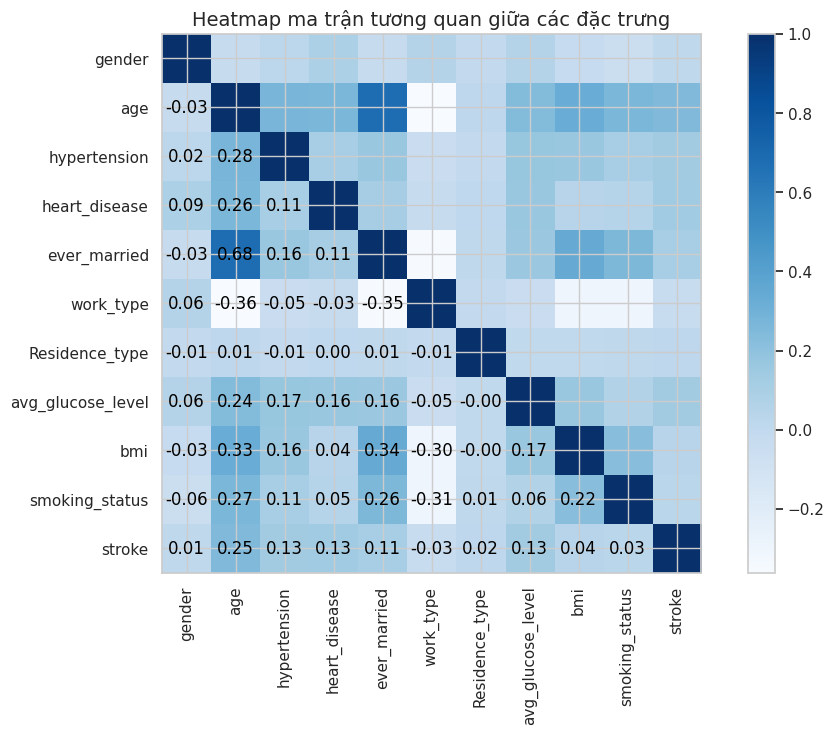 Heatmap ma trận tương quan giữa các đặc trưng
gender
age
-0.03
hypertension
0.02 0.28
heart_disease
0.09 0.26 0.11
ever_married
-0.03 0.68 0.16 0.11
work_type
0.06 -0.36 -0.05 -0.03 -0.35
Residence_type
-0.01 0.01 -0.01 0.00 0.01 -0.01
avg_glucose_level
0.06 0.24 0.17 0.16 0.16 -0.05 -0.00
bmi
-0.03 0.33 0.16 0.04 0.34 -0.30 -0.00 0.17
smoking_status
-0.06 0.27 0.11 0.05 0.26 -0.31 0.01 0.06 0.22
stroke
0.01 0.25 0.13 0.13 0.11 -0.03 0.02 0.13 0.04 0.03
gender
age
hypertension
heart_disease
ever_married
work_type
Residence_type
avg_glucose_level
bmi
smoking_status
stroke
1.0
0.8
0.6
0.4
0.2
0.0
−0.2